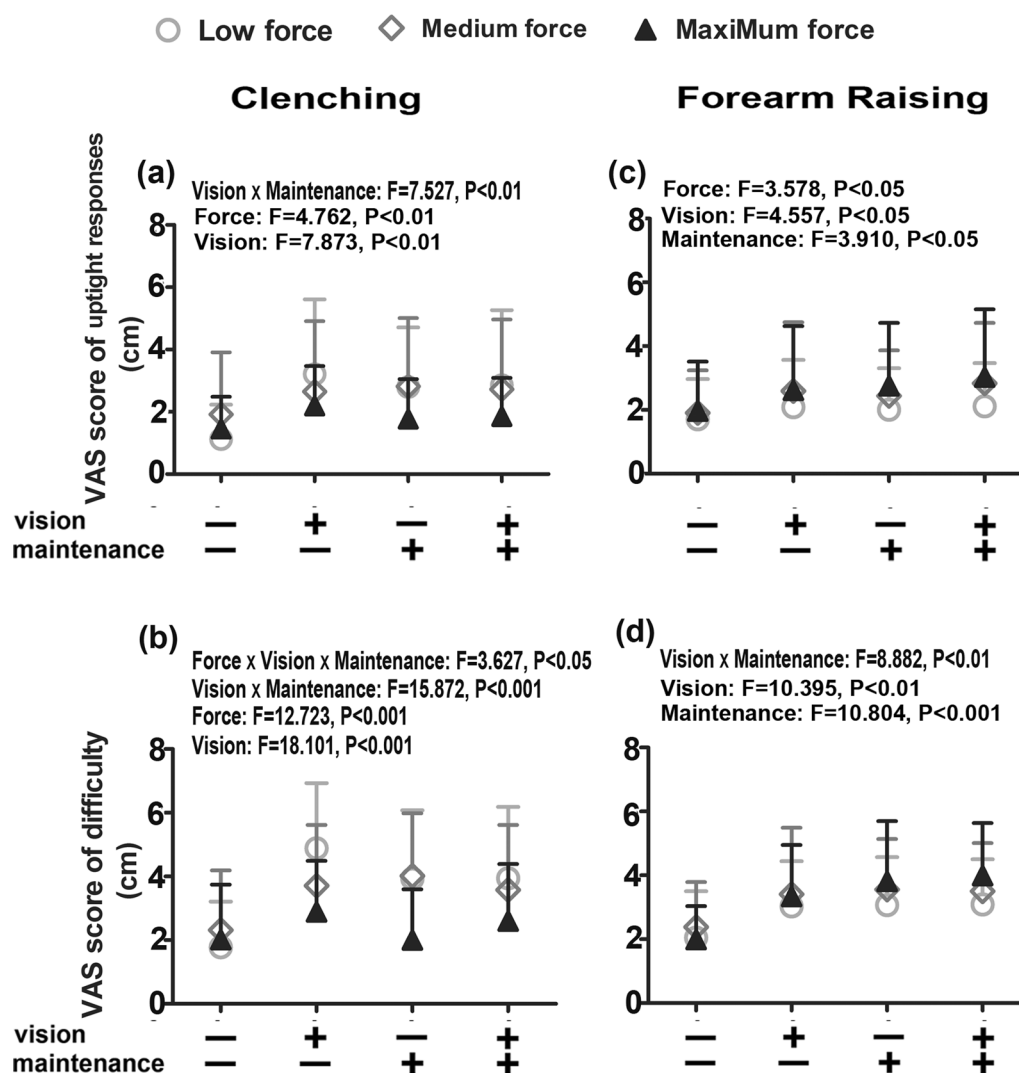 Low force Medium force MaxiMum force
Clenching Forearm Raising
(a)
Vision x Maintenance: F=7.527, P<0.01
Force: F=4.762, P<0.01
Vision: F=7.873, P<0.01
VAS score of uptight responses
(cm)
8
6
4
2
0
vision − + − +
maintenance − − + +
(c)
Force: F=3.578, P<0.05
Vision: F=4.557, P<0.05
Maintenance: F=3.910, P<0.05
8
6
4
2
0
− + − +
− − + +
(b)
Force x Vision x Maintenance: F=3.627, P<0.05
Vision x Maintenance: F=15.872, P<0.001
Force: F=12.723, P<0.001
Vision: F=18.101, P<0.001
VAS score of difficulty
(cm)
8
6
4
2
0
vision − + − +
maintenance − − + +
(d)
Vision x Maintenance: F=8.882, P<0.01
Vision: F=10.395, P<0.01
Maintenance: F=10.804, P<0.001
8
6
4
2
0
− + − +
− − + +